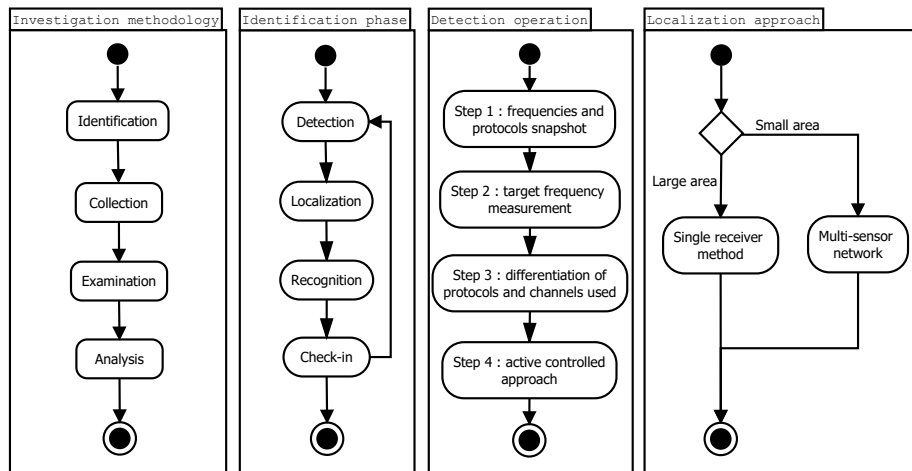 Investigation methodology
Identification
Collection
Examination
Analysis
Identification phase
Detection
Localization
Recognition
Check-in
Detection operation
Step 1 : frequencies and
protocols snapshot
Step 2 : target frequency
measurement
Step 3 : differentiation of
protocols and channels used
Step 4 : active controlled
approach
Localization approach
Small area
Large area
Single receiver
method
Multi-sensor
network